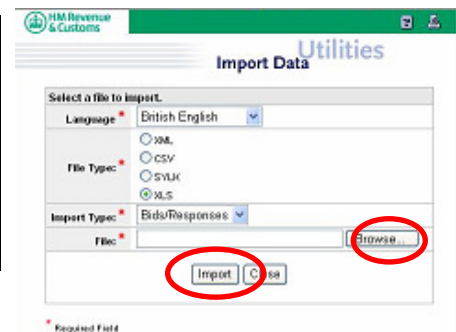 HM Revenue
& Customs
Utilities
Import Data
Select a file to import.
Language * British English
File Type: *
XML
CSV
SYLK
XLS
Import Type: * Bids/Responses
File: * Browse...
Import Close
* Required Field